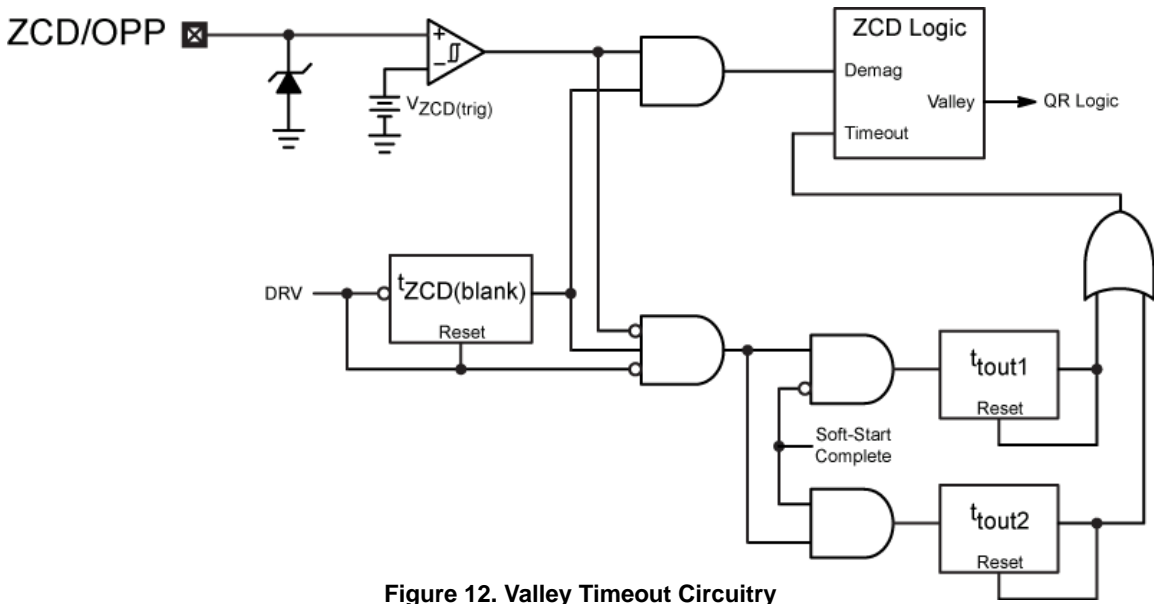 ZCD/OPP
+
−
VZCD(trig)
ZCD Logic
Demag
Valley
Timeout
QR Logic
DRV
tZCD(blank)
Reset
Soft-Start
Complete
ttout1
Reset
ttout2
Reset
Figure 12. Valley Timeout Circuitry